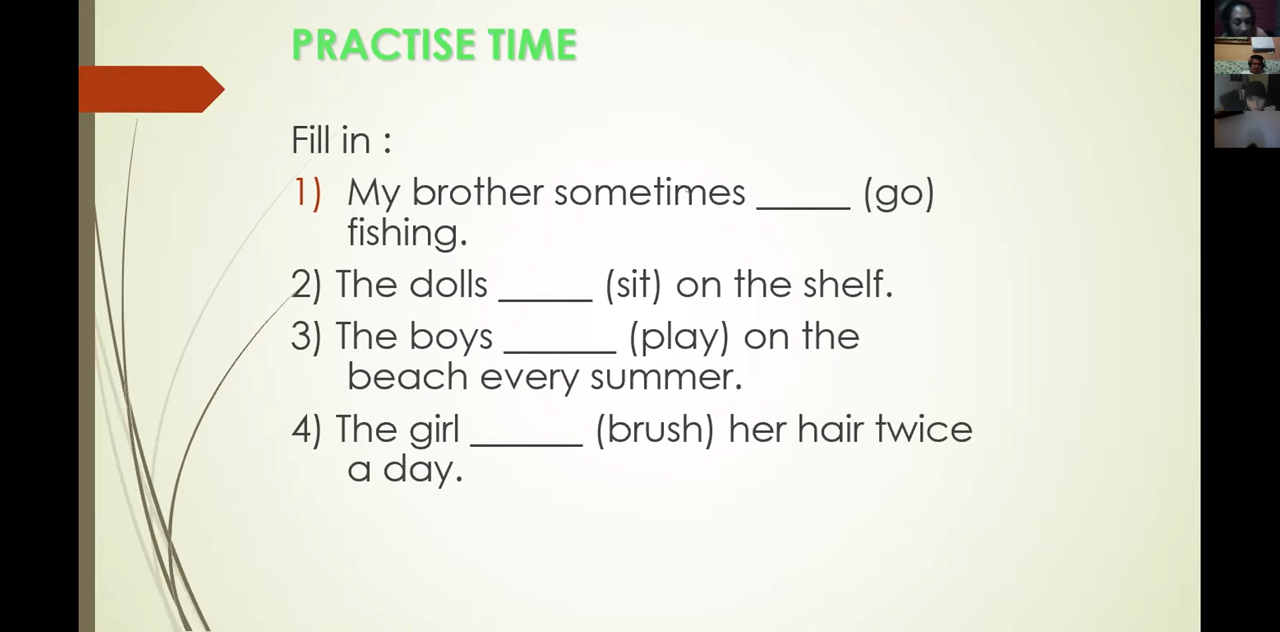 PRACTISE TIME
Fill in :
1) My brother sometimes _____ (go)
fishing.
2) The dolls _____ (sit) on the shelf.
3) The boys ______ (play) on the
beach every summer.
4) The girl ______ (brush) her hair twice
a day.